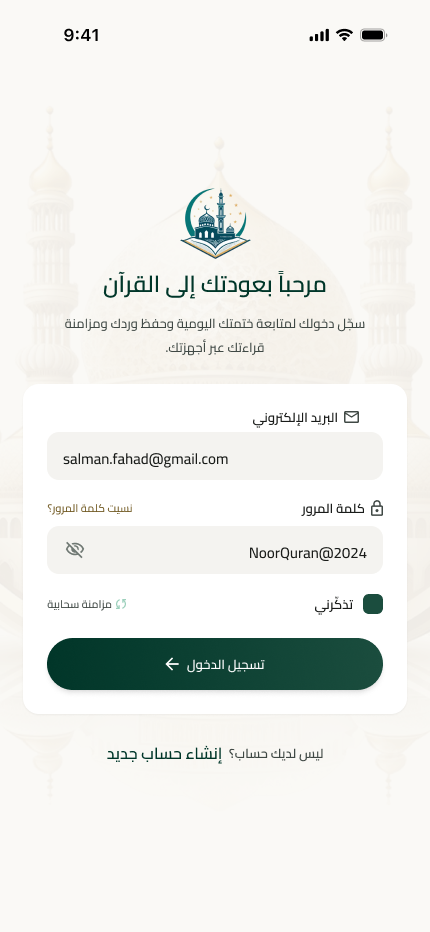 9:41
مرحباً بعودتك إلى القرآن
سجّل دخولك لمتابعة ختمتك اليومية وحفظ وردك ومزامنة
قراءتك عبر أجهزتك.
البريد الإلكتروني
salman.fahad@gmail.com
كلمة المرور
نسيت كلمة المرور؟
NoorQuran@2024
تذكّرني
مزامنة سحابية
تسجيل الدخول
ليس لديك حساب؟ إنشاء حساب جديد